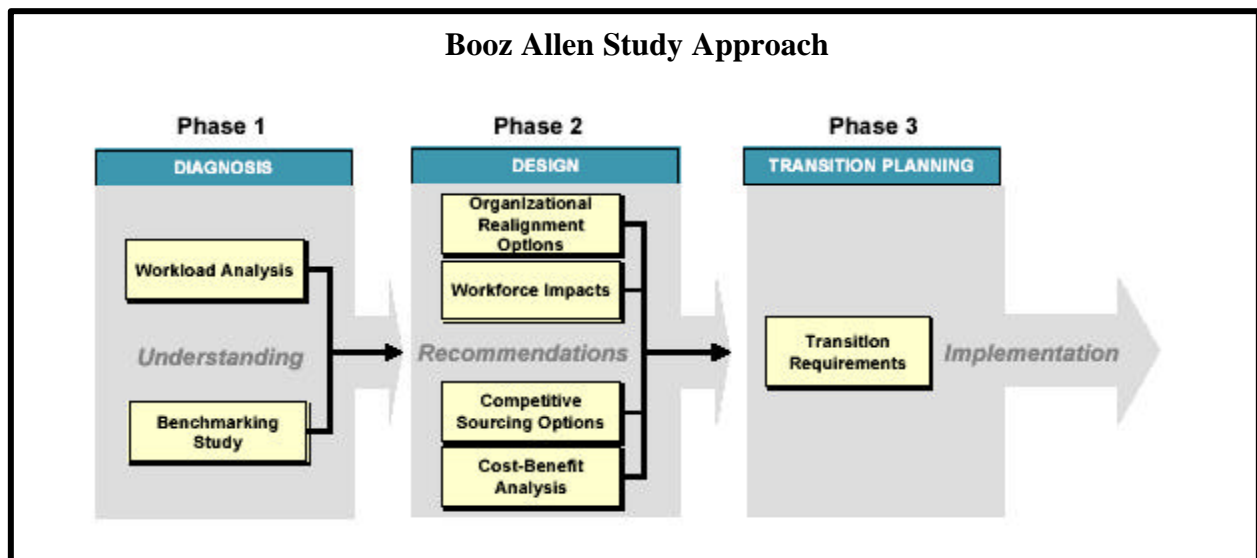 Booz Allen Study Approach
Phase 1
DIAGNOSIS
Workload Analysis
Understanding
Benchmarking
Study
Phase 2
DESIGN
Organizational
Realignment
Options
Workforce Impacts
Recommendations
Competitive
Sourcing Options
Cost-Benefit
Analysis
Phase 3
TRANSITION PLANNING
Transition
Requirements
Implementation